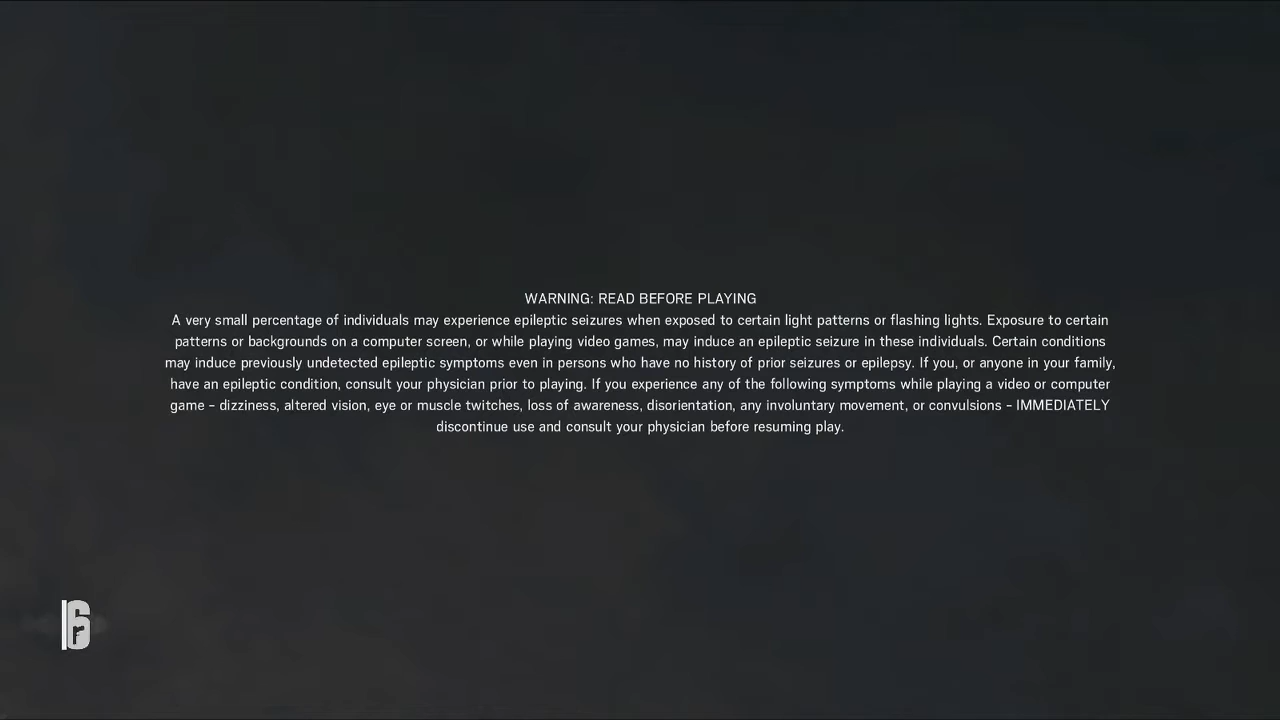 WARNING: READ BEFORE PLAYING
A very small percentage of individuals may experience epileptic seizures when exposed to certain light patterns or flashing lights. Exposure to certain
patterns or backgrounds on a computer screen, or while playing video games, may induce an epileptic seizure in these individuals. Certain conditions
may induce previously undetected epileptic symptoms even in persons who have no history of prior seizures or epilepsy. If you, or anyone in your family,
have an epileptic condition, consult your physician prior to playing. If you experience any of the following symptoms while playing a video or computer
game – dizziness, altered vision, eye or muscle twitches, loss of awareness, disorientation, any involuntary movement, or convulsions – IMMEDIATELY
discontinue use and consult your physician before resuming play.
6